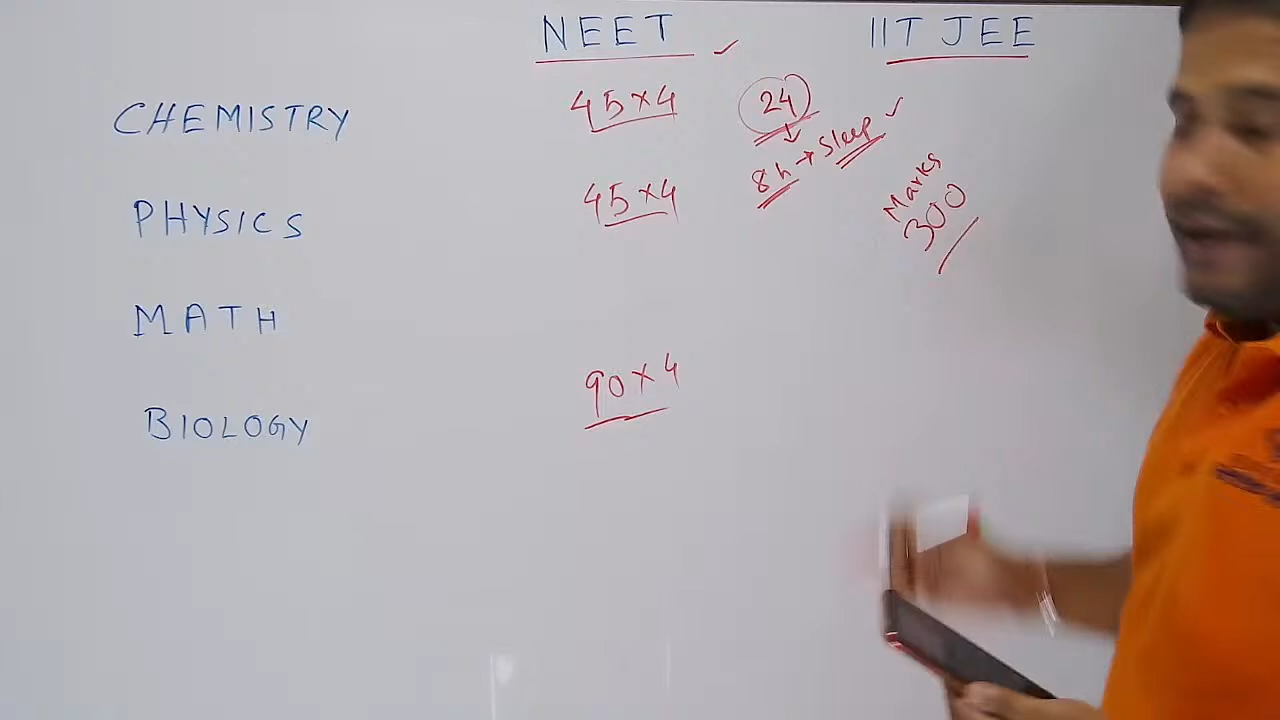 NEET IIT JEE
CHEMISTRY 45×4 24
8h → Sleep
PHYSICS 45×4
Marks
300
MATH
BIOLOGY 90×4